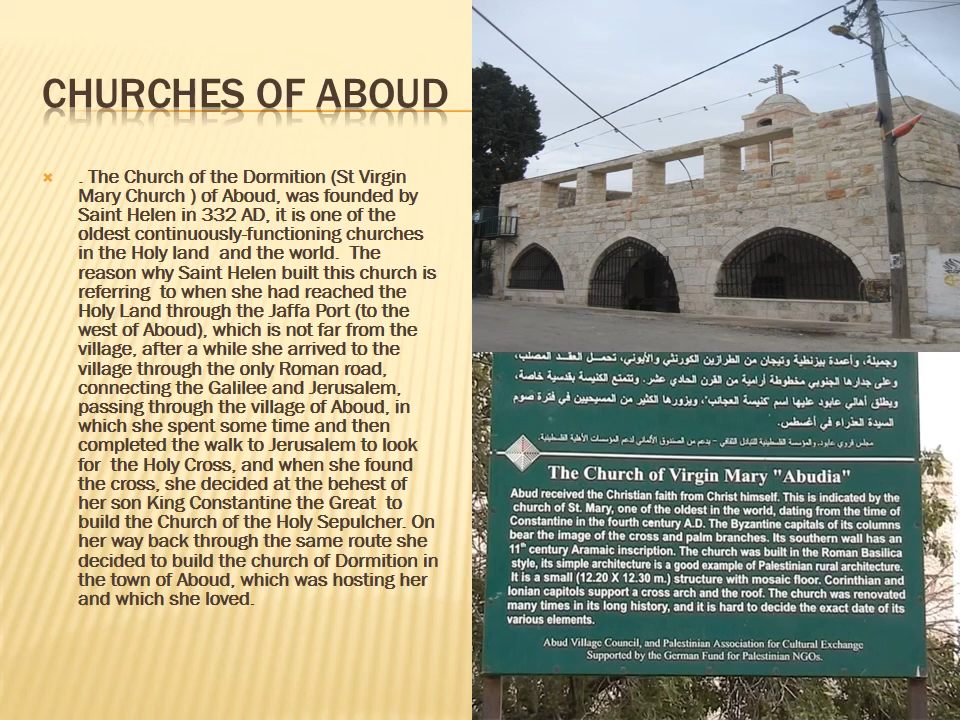 CHURCHES OF ABOUD
. The Church of the Dormition (St Virgin
Mary Church ) of Aboud, was founded by
Saint Helen in 332 AD, it is one of the
oldest continuously-functioning churches
in the Holy land  and the world.  The
reason why Saint Helen built this church is
referring  to when she had reached the
Holy Land through the Jaffa Port (to the
west of Aboud), which is not far from the
village, after a while she arrived to the
village through the only Roman road,
connecting the Galilee and Jerusalem,
passing through the village of Aboud, in
which she spent some time and then
completed the walk to Jerusalem to look
for  the Holy Cross, and when she found
the cross, she decided at the behest of
her son King Constantine the Great  to
build the Church of the Holy Sepulcher. On
her way back through the same route she
decided to build the church of Dormition in
the town of Aboud, which was hosting her
and which she loved.
وجميلة، وأعمدة بيزنطية وتيجان من الطرازين الكورنثي والأيوني، تحمل العقد المصلب،
وعلى جدارها الجنوبي مخطوطة أرامية من القرن الحادي عشر. وتتمتع الكنيسة بقدسية خاصة،
ويطلق أهالي عابود عليها اسم "كنيسة العجائب"، ويزورها الكثير من المسيحيين في فترة صوم
السيدة العذراء في أغسطس.
مجلس قروي عابود، والمؤسسة الفلسطينية للتبادل الثقافي - بدعم من الصندوق الألماني لدعم المؤسسات الأهلية الفلسطينية.
The Church of Virgin Mary "Abudia"
Abud received the Christian faith from Christ himself. This is indicated by the
church of St. Mary, one of the oldest in the world, dating from the time of
Constantine in the fourth century A.D. The Byzantine capitals of its columns
bear the image of the cross and palm branches. Its southern wall has an
11th century Aramaic inscription. The church was built in the Roman Basilica
style, its simple architecture is a good example of Palestinian rural architecture.
It is a small (12.20 X 12.30 m.) structure with mosaic floor. Corinthian and
Ionian capitols support a cross arch and the roof. The church was renovated
many times in its long history, and it is hard to decide the exact date of its
various elements.
Abud Village Council, and Palestinian Association for Cultural Exchange
Supported by the German Fund for Palestinian NGOs.